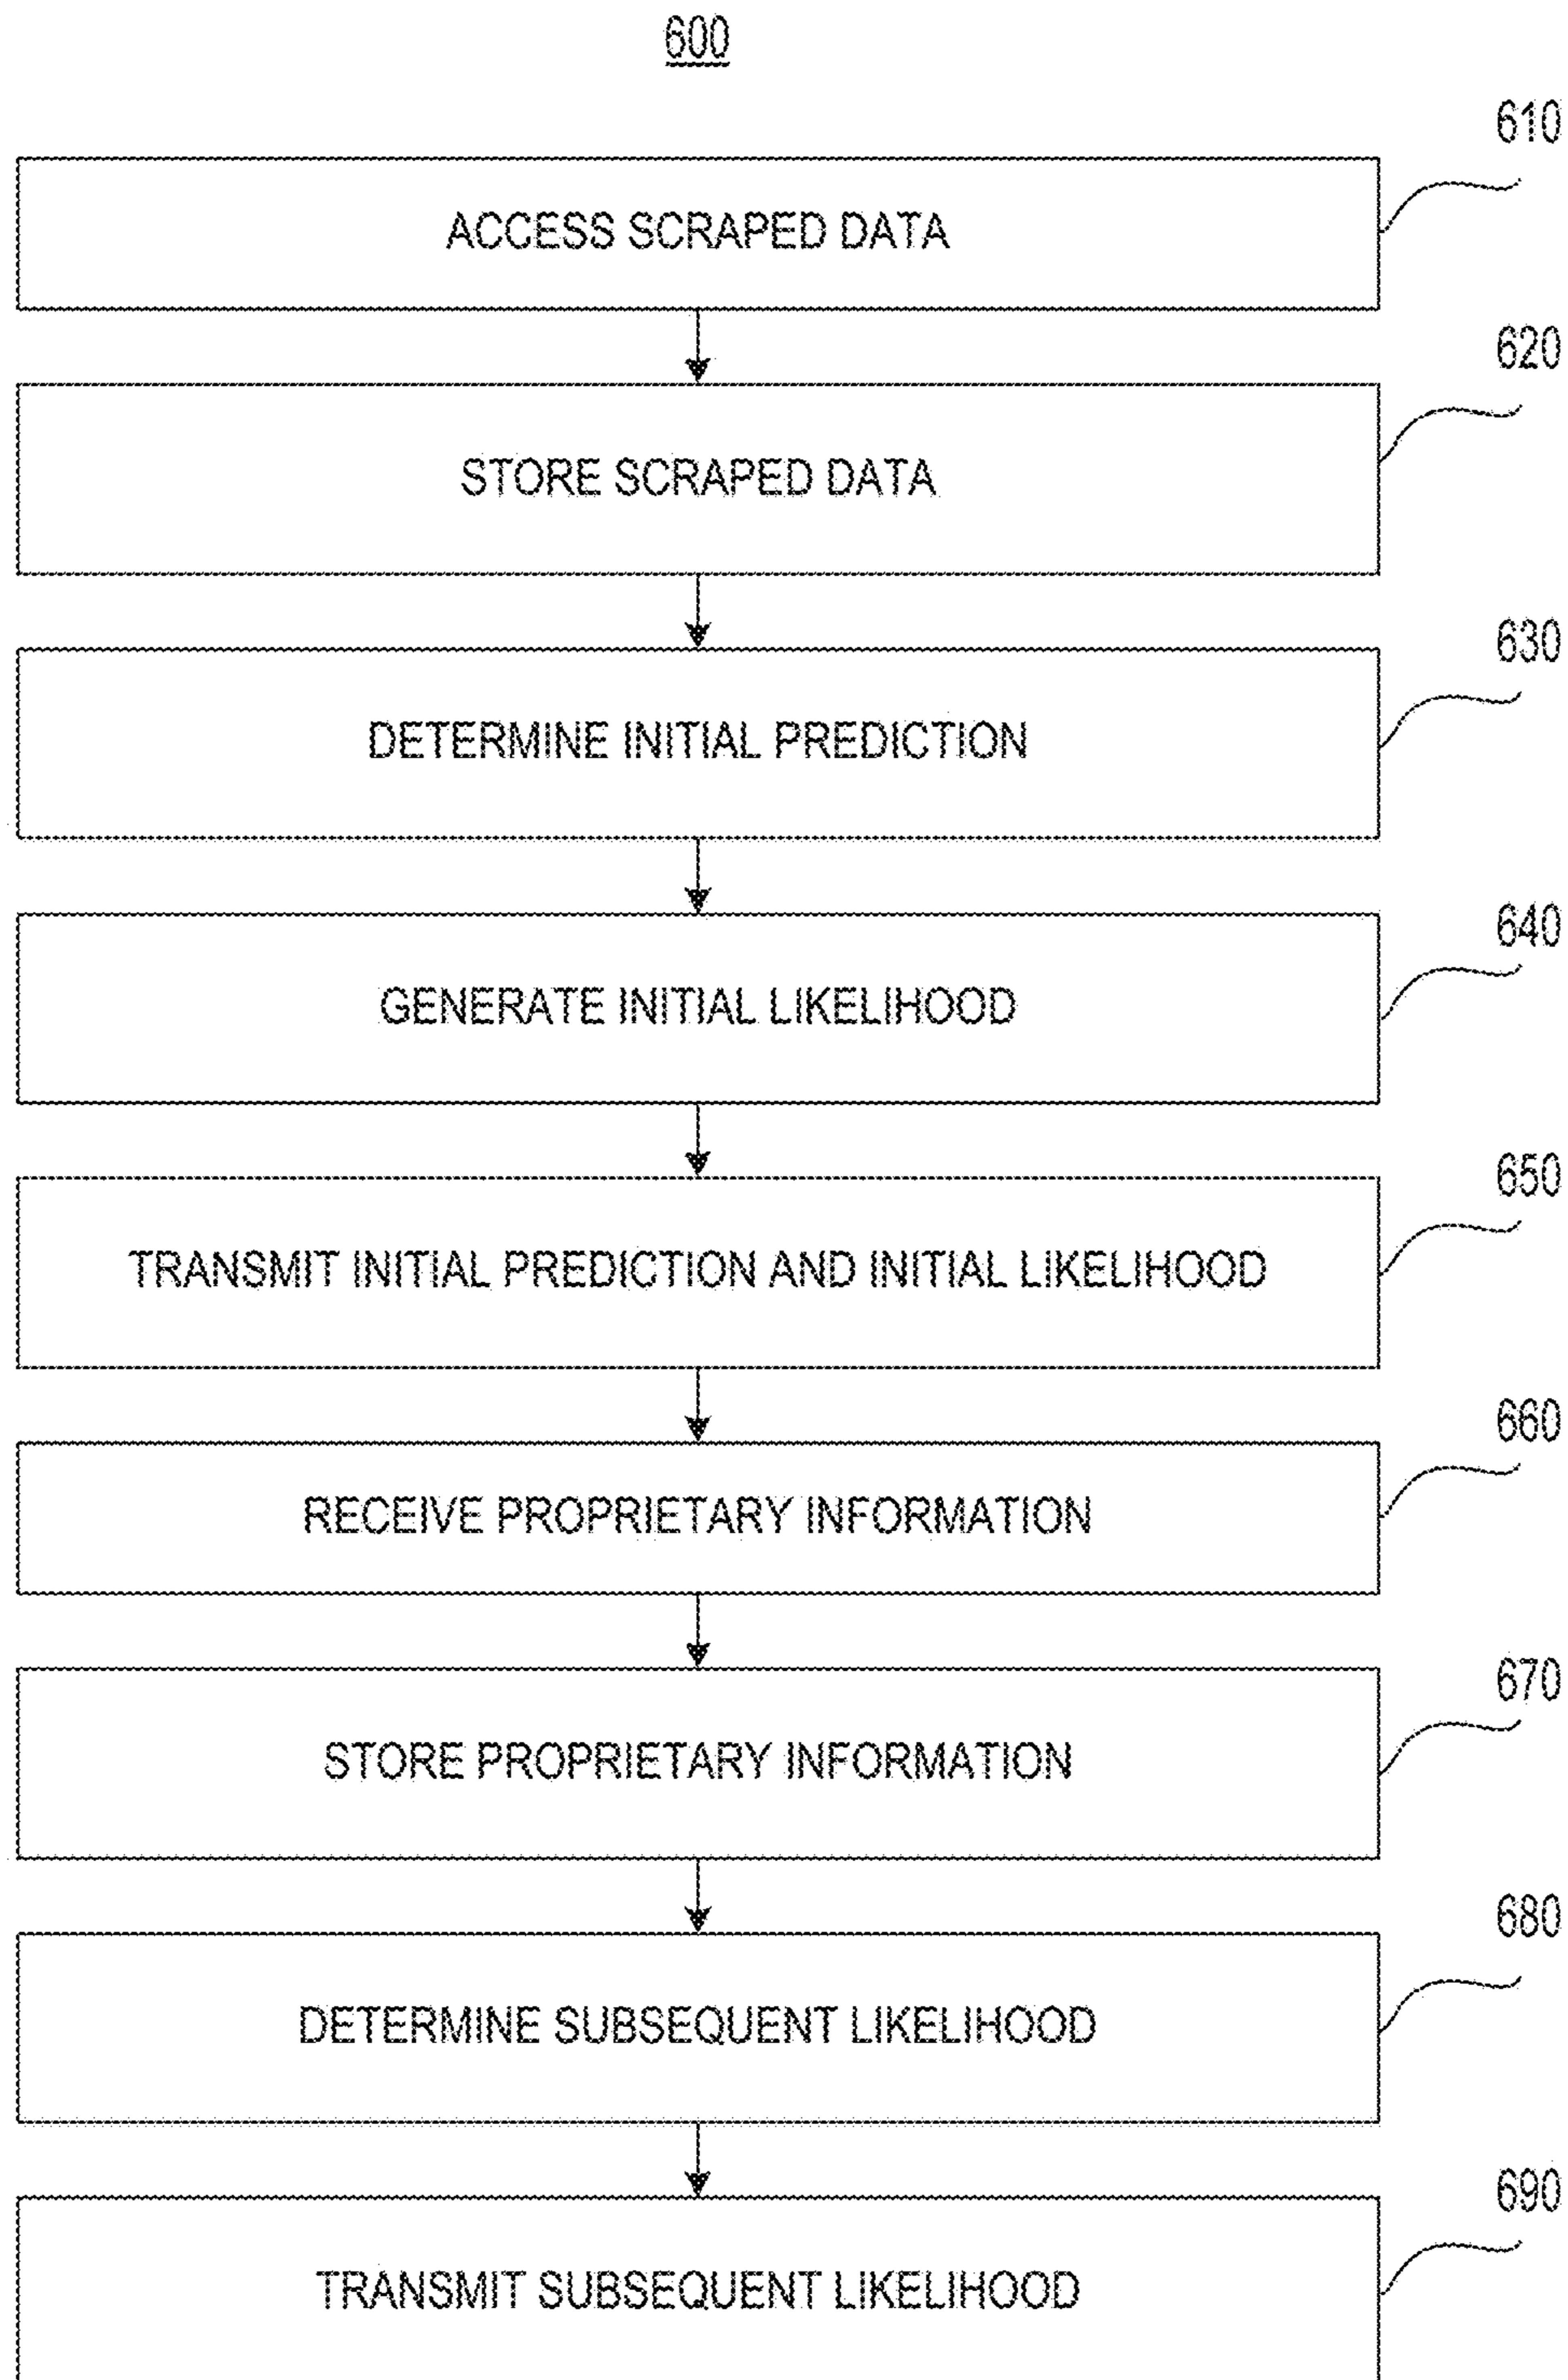 600
610
ACCESS SCRAPED DATA
620
STORE SCRAPED DATA
630
DETERMINE INITIAL PREDICTION
640
GENERATE INITIAL LIKELIHOOD
650
TRANSMIT INITIAL PREDICTION AND INITIAL LIKELIHOOD
660
RECEIVE PROPRIETARY INFORMATION
670
STORE PROPRIETARY INFORMATION
680
DETERMINE SUBSEQUENT LIKELIHOOD
690
TRANSMIT SUBSEQUENT LIKELIHOOD